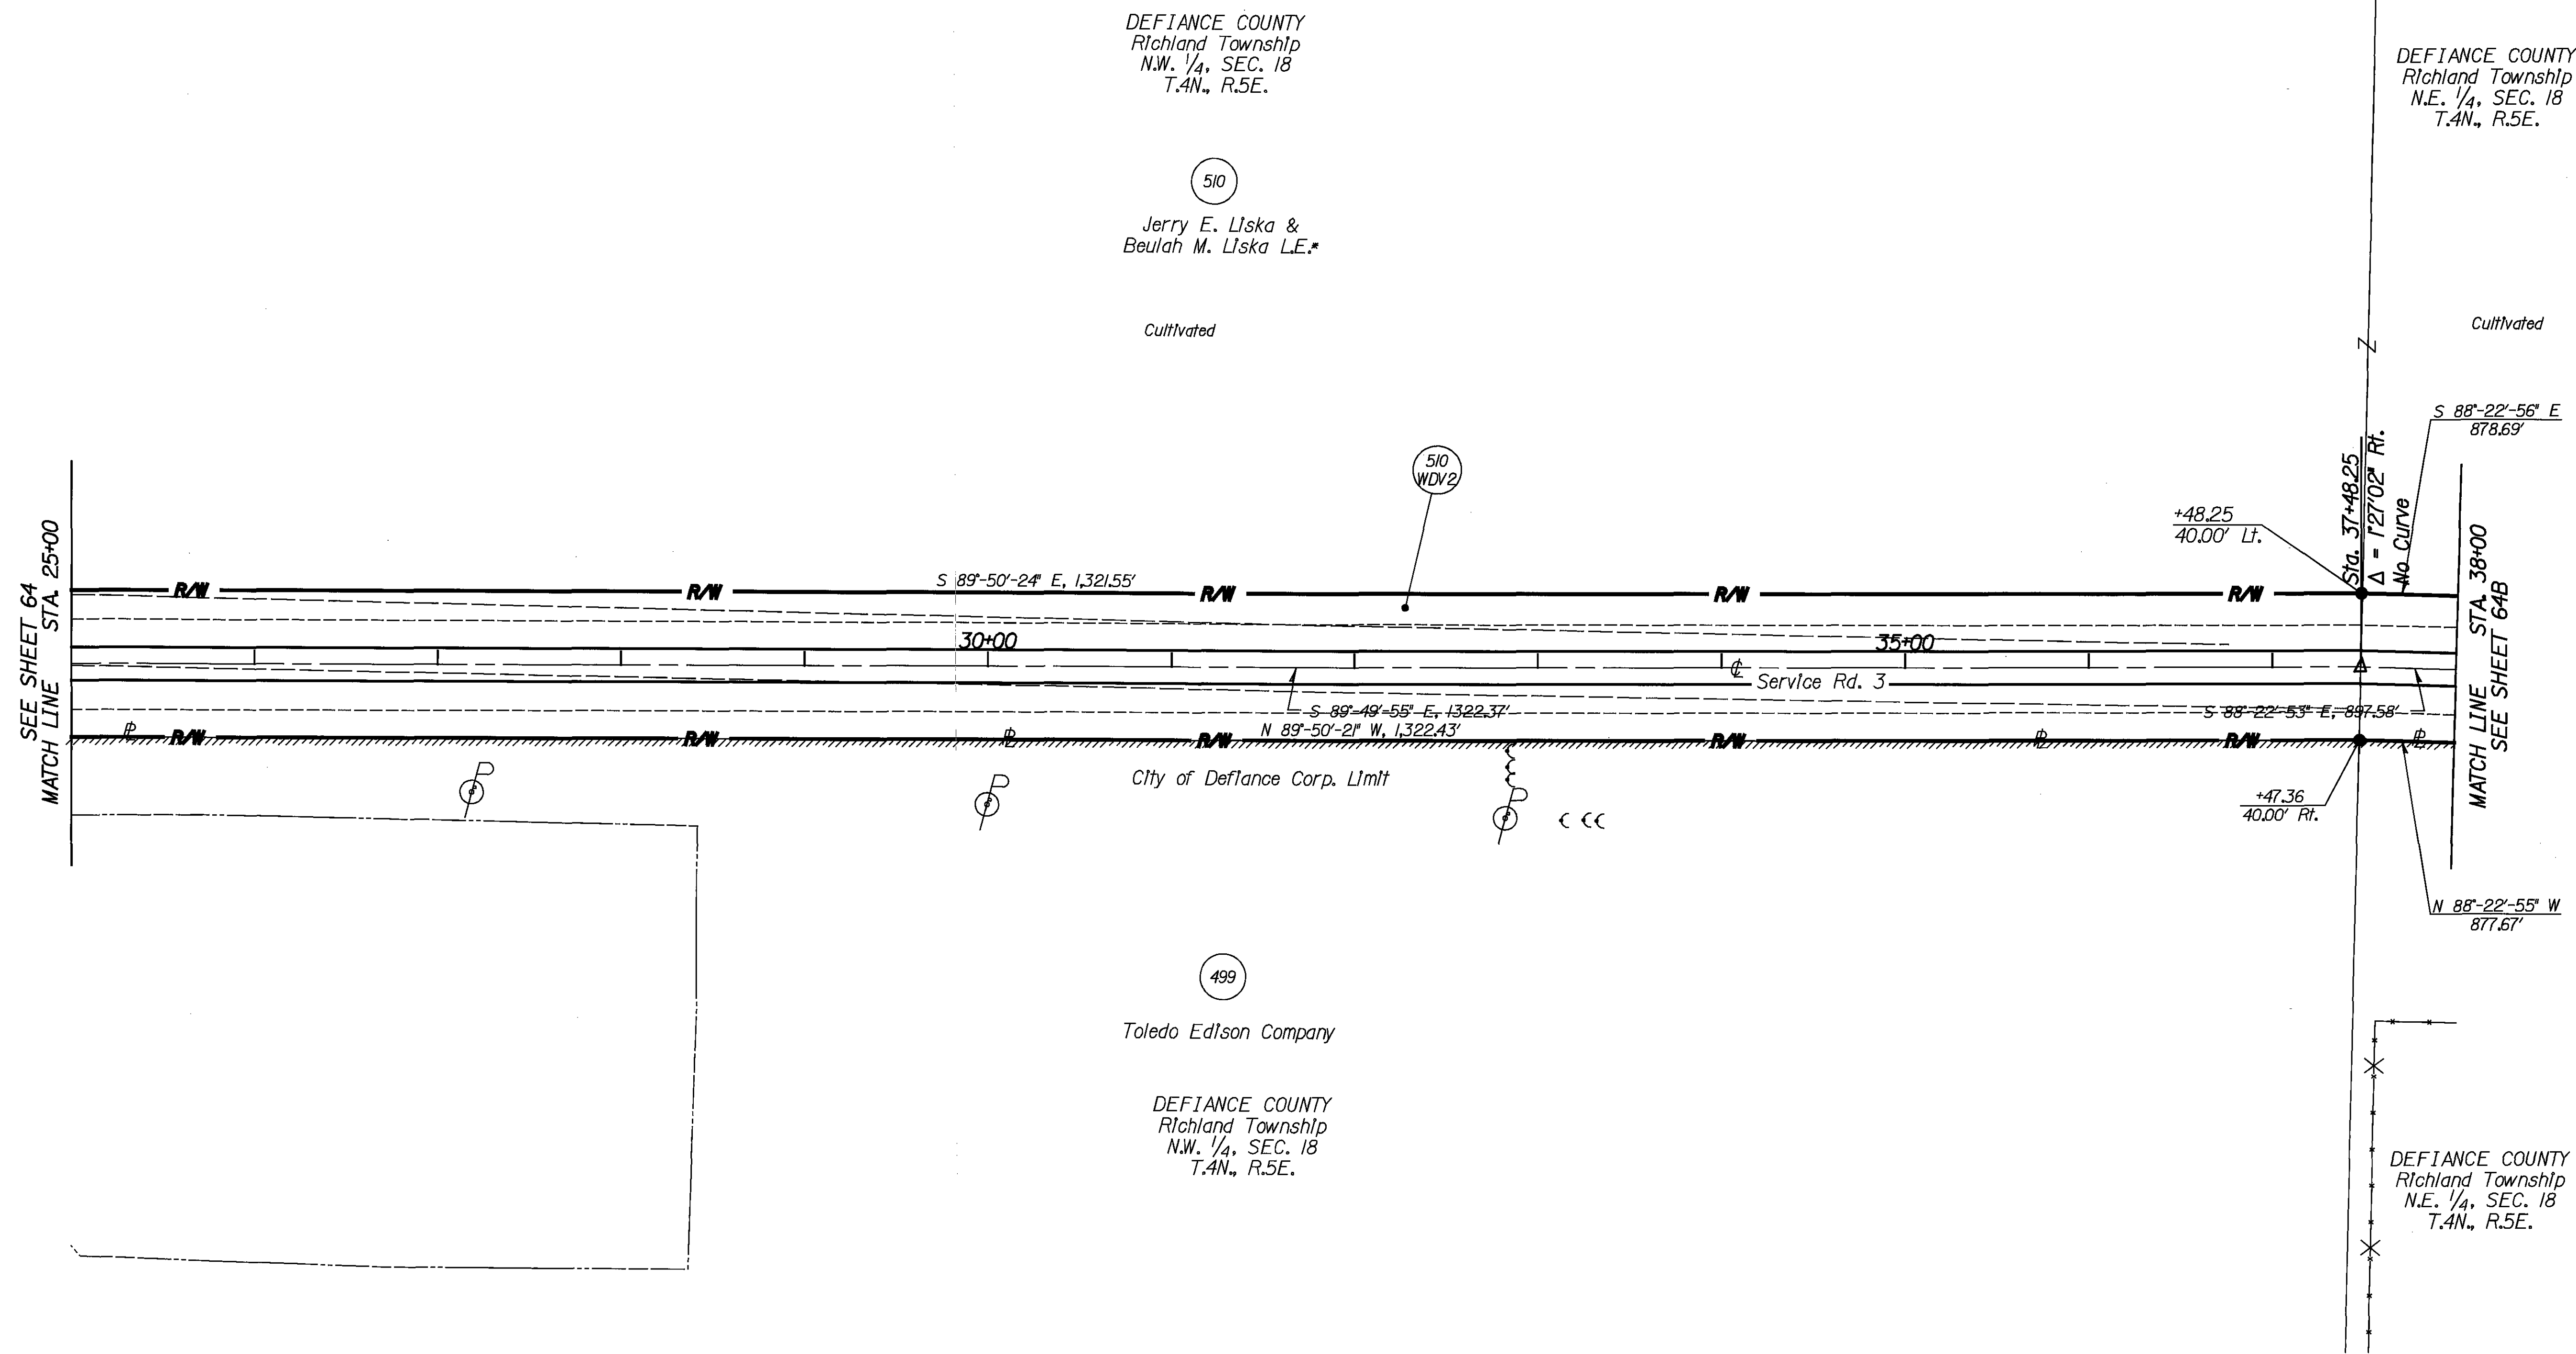 DEFIANCE COUNTY
Richland Township
N.W. 1/4, SEC. 18
T.4N., R.5E.
DEFIANCE COUNTY
Richland Township
N.E. 1/4, SEC. 18
T.4N., R.5E.
510
Jerry E. Liska &
Beulah M. Liska L.E.*
Cultivated
Cultivated
Z
S 88°-22'-56" E
878.69'
510
WDV2
+48.25
40.00' Lt.
Sta. 37+48.25
Δ = 1°27'02" Rt.
No Curve
SEE SHEET 64
MATCH LINE STA. 25+00
MATCH LINE STA. 38+00
SEE SHEET 64B
S 89°-50'-24" E, 1,321.55'
R/W
R/W
R/W
R/W
R/W
30+00
35+00
℄
Service Rd. 3
S 89°-49'-55" E, 1322.37'
S 88°-22'-53" E, 897.58'
N 89°-50'-21" W, 1,322.43'
R/W
R/W
R/W
R/W
R/W
City of Defiance Corp. Limit
+47.36
40.00' Rt.
N 88°-22'-55" W
877.67'
499
Toledo Edison Company
DEFIANCE COUNTY
Richland Township
N.W. 1/4, SEC. 18
T.4N., R.5E.
DEFIANCE COUNTY
Richland Township
N.E. 1/4, SEC. 18
T.4N., R.5E.